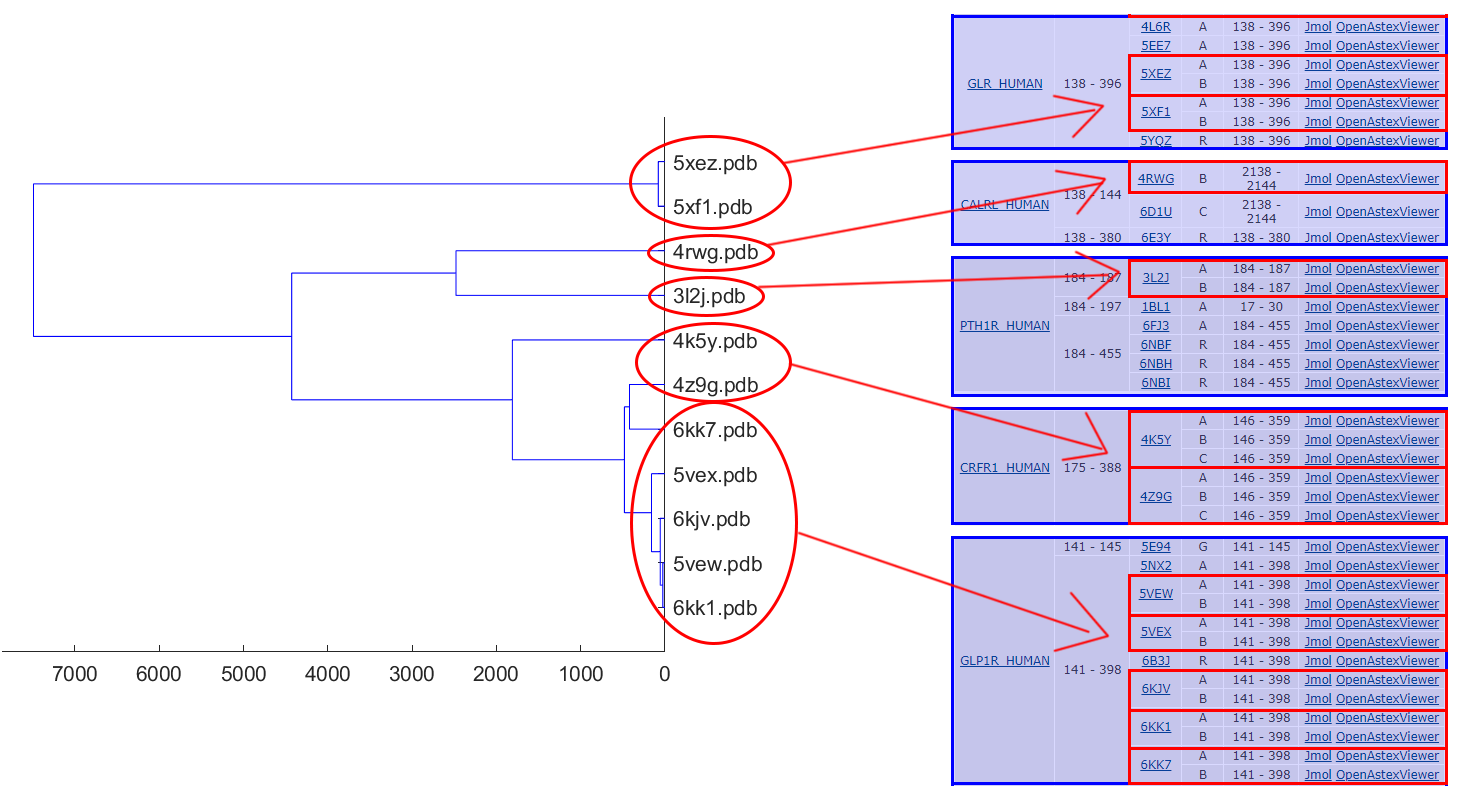 5xez.pdb
5xf1.pdb
4rwg.pdb
3l2j.pdb
4k5y.pdb
4z9g.pdb
6kk7.pdb
5vex.pdb
6kjv.pdb
5vew.pdb
6kk1.pdb
7000 6000 5000 4000 3000 2000 1000 0
4L6R A 138 - 396 Jmol OpenAstexViewer
5EE7 A 138 - 396 Jmol OpenAstexViewer
5XEZ A 138 - 396 Jmol OpenAstexViewer
GLR_HUMAN 138 - 396 B 138 - 396 Jmol OpenAstexViewer
5XF1 A 138 - 396 Jmol OpenAstexViewer
B 138 - 396 Jmol OpenAstexViewer
5YQZ R 138 - 396 Jmol OpenAstexViewer
CALRL_HUMAN 138 - 144 4RWG B 2138 -
2144 Jmol OpenAstexViewer
6D1U C 2138 -
2144 Jmol OpenAstexViewer
138 - 380 6E3Y R 138 - 380 Jmol OpenAstexViewer
184 - 187 3L2J A 184 - 187 Jmol OpenAstexViewer
B 184 - 187 Jmol OpenAstexViewer
184 - 197 1BL1 A 17 - 30 Jmol OpenAstexViewer
PTH1R_HUMAN 6FJ3 A 184 - 455 Jmol OpenAstexViewer
184 - 455 6NBF R 184 - 455 Jmol OpenAstexViewer
6NBH R 184 - 455 Jmol OpenAstexViewer
6NBI R 184 - 455 Jmol OpenAstexViewer
4K5Y A 146 - 359 Jmol OpenAstexViewer
B 146 - 359 Jmol OpenAstexViewer
C 146 - 359 Jmol OpenAstexViewer
CRFR1_HUMAN 175 - 388 4Z9G A 146 - 359 Jmol OpenAstexViewer
B 146 - 359 Jmol OpenAstexViewer
C 146 - 359 Jmol OpenAstexViewer
141 - 145 5E94 G 141 - 145 Jmol OpenAstexViewer
5NX2 A 141 - 398 Jmol OpenAstexViewer
5VEW A 141 - 398 Jmol OpenAstexViewer
B 141 - 398 Jmol OpenAstexViewer
5VEX A 141 - 398 Jmol OpenAstexViewer
B 141 - 398 Jmol OpenAstexViewer
GLP1R_HUMAN 141 - 398 6B3J R 141 - 398 Jmol OpenAstexViewer
6KJV A 141 - 398 Jmol OpenAstexViewer
B 141 - 398 Jmol OpenAstexViewer
6KK1 A 141 - 398 Jmol OpenAstexViewer
B 141 - 398 Jmol OpenAstexViewer
6KK7 A 141 - 398 Jmol OpenAstexViewer
B 141 - 398 Jmol OpenAstexViewer